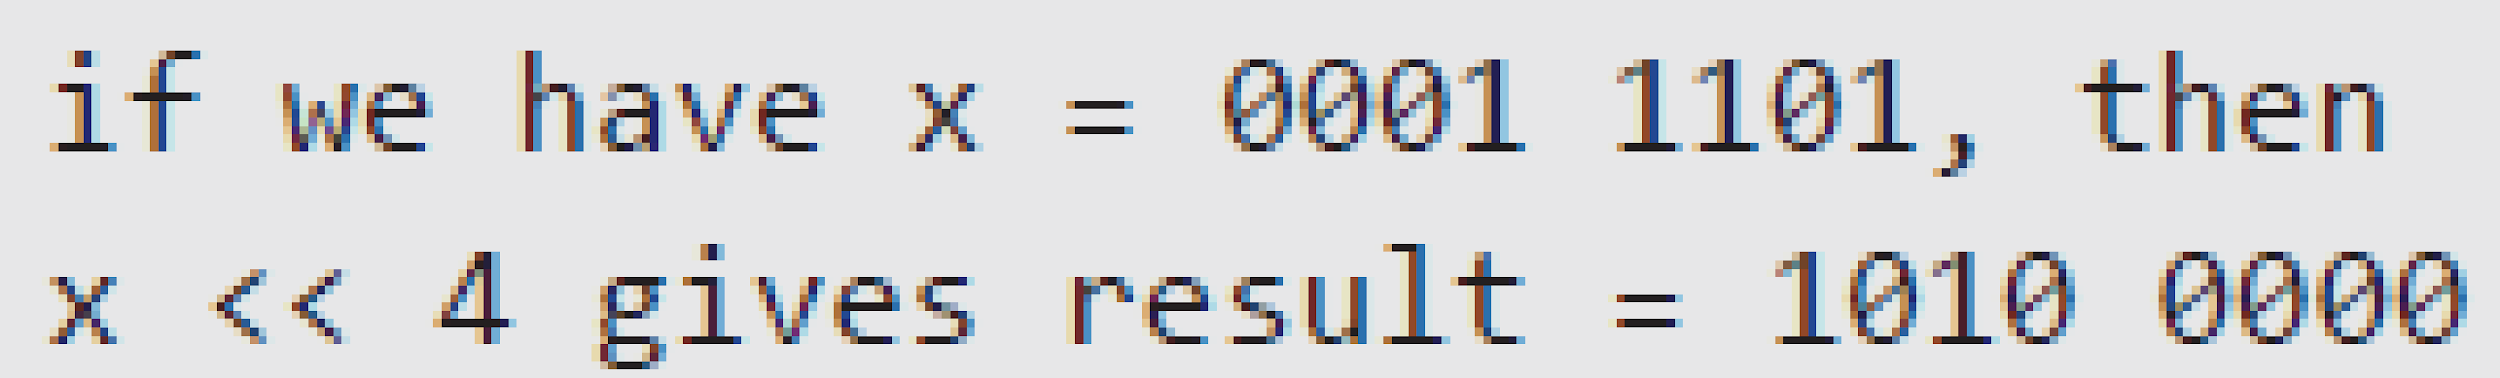 if we have x = 0001 1101, then
x << 4 gives result = 1010 0000